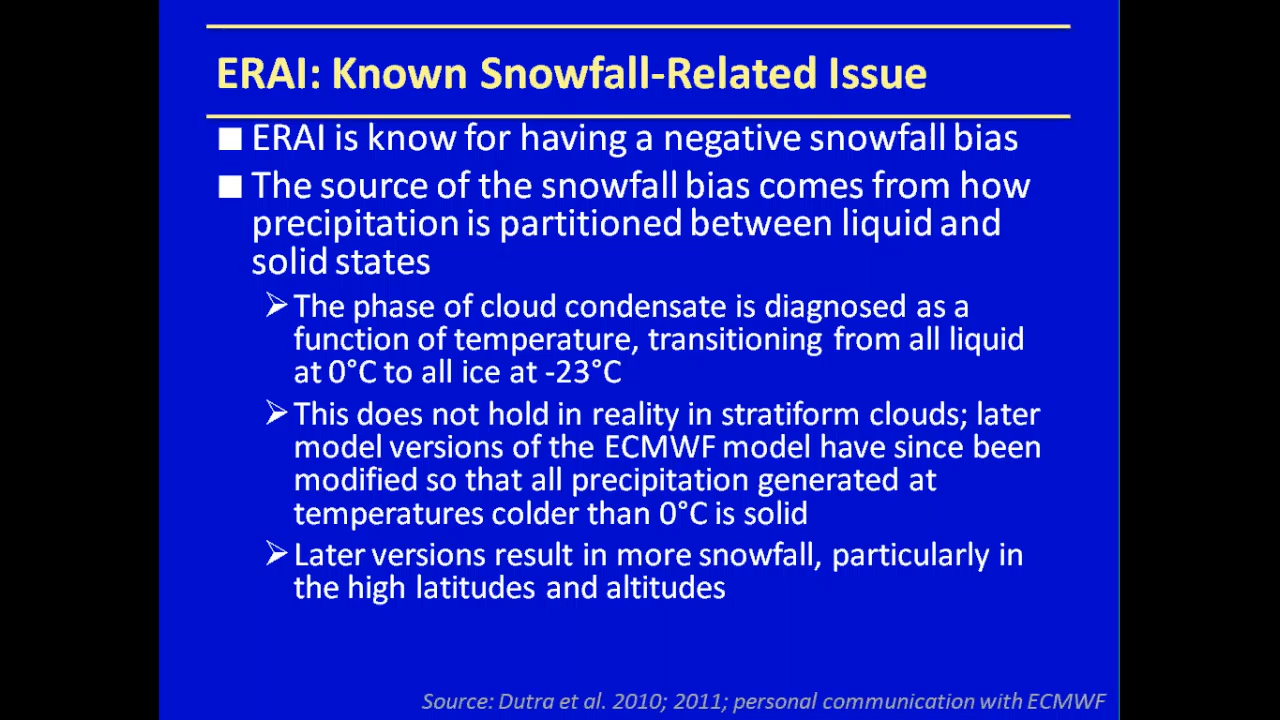 ERAI: Known Snowfall-Related Issue
■ ERAI is know for having a negative snowfall bias
■ The source of the snowfall bias comes from how
precipitation is partitioned between liquid and
solid states
➢ The phase of cloud condensate is diagnosed as a
function of temperature, transitioning from all liquid
at 0°C to all ice at -23°C
➢ This does not hold in reality in stratiform clouds; later
model versions of the ECMWF model have since been
modified so that all precipitation generated at
temperatures colder than 0°C is solid
➢ Later versions result in more snowfall, particularly in
the high latitudes and altitudes
Source: Dutra et al. 2010; 2011; personal communication with ECMWF